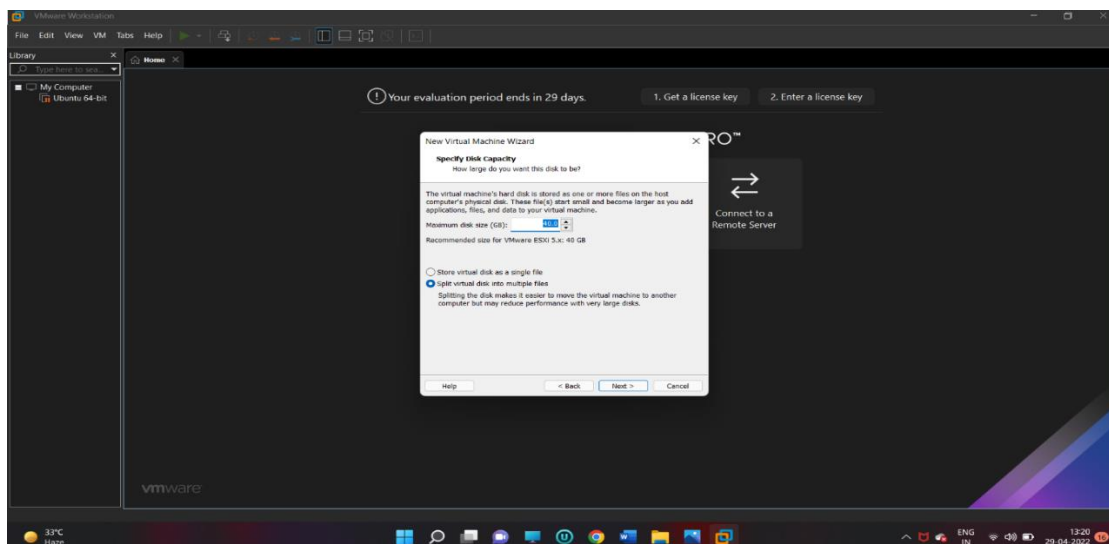 VMware Workstation
File Edit View VM Tabs Help
Library
Home
Type here to sea...
My Computer
Ubuntu 64-bit
Your evaluation period ends in 29 days.
1. Get a license key
2. Enter a license key
RO™
New Virtual Machine Wizard
Specify Disk Capacity
How large do you want this disk to be?
The virtual machine's hard disk is stored as one or more files on the host
computer's physical disk. These file(s) start small and become larger as you add
applications, files, and data to your virtual machine.
Maximum disk size (GB): 40.0
Recommended size for VMware ESXi 5.x: 40 GB
Store virtual disk as a single file
Split virtual disk into multiple files
Splitting the disk makes it easier to move the virtual machine to another
computer but may reduce performance with very large disks.
Help < Back Next > Cancel
Connect to a
Remote Server
vmware
33°C
Haze
ENG
IN
13:20
29-04-2022
16